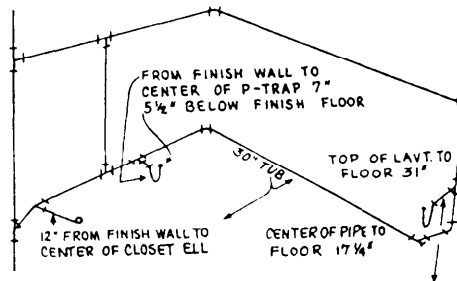 FROM FINISH WALL TO
CENTER OF P-TRAP 7"
5½" BELOW FINISH FLOOR
30" TUB
TOP OF LAVT. TO
FLOOR 31"
12" FROM FINISH WALL TO
CENTER OF CLOSET ELL
CENTER OF PIPE TO
FLOOR 17¼"